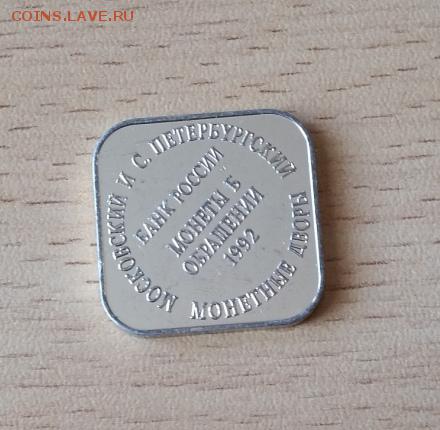 COINS.LAVE.RU
МОСКОВСКИЙ И С. ПЕТЕРБУРГСКИЙ
МОНЕТНЫЕ ДВОРЫ
БАНК РОССИИ
МОНЕТЫ Б
ОБРАЩЕНИИ
1992